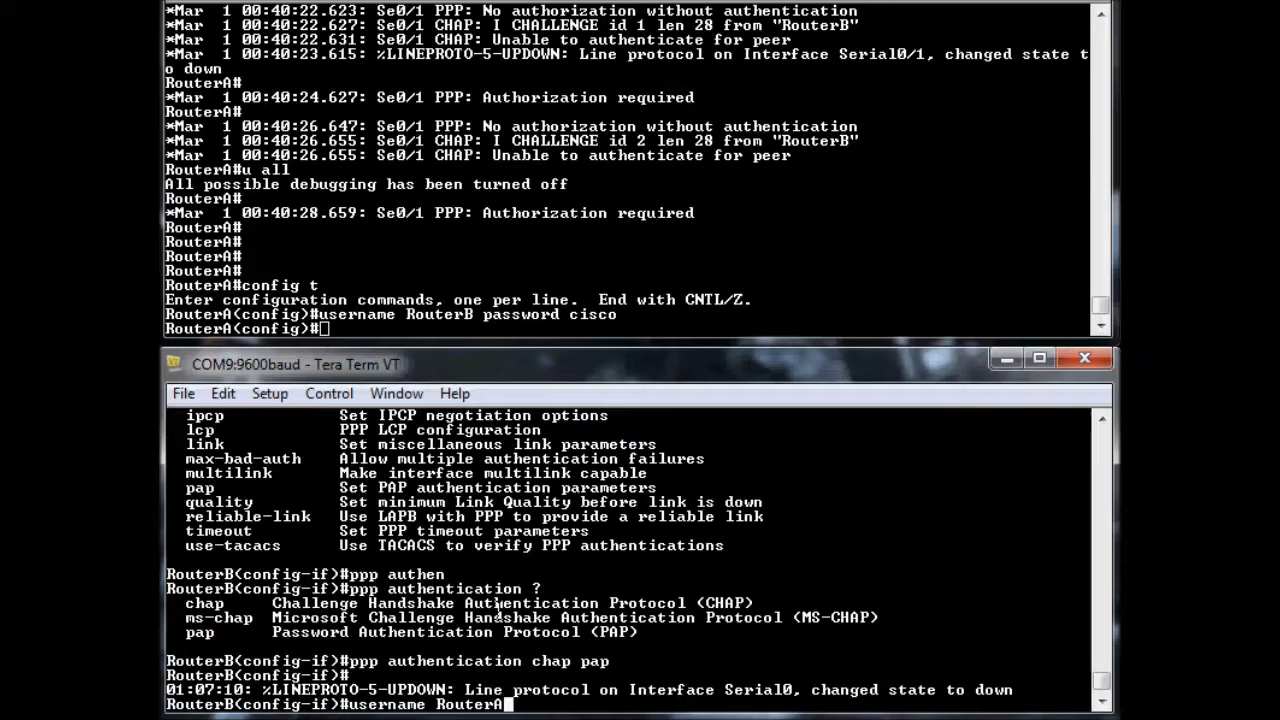 *Mar  1 00:40:22.623: Se0/1 PPP: No authorization without authentication
*Mar  1 00:40:22.627: Se0/1 CHAP: I CHALLENGE id 1 len 28 from "RouterB"
*Mar  1 00:40:22.631: Se0/1 CHAP: Unable to authenticate for peer
*Mar  1 00:40:23.615: %LINEPROTO-5-UPDOWN: Line protocol on Interface Serial0/1, changed state t
o down
RouterA#
*Mar  1 00:40:24.627: Se0/1 PPP: Authorization required
RouterA#
*Mar  1 00:40:26.647: Se0/1 PPP: No authorization without authentication
*Mar  1 00:40:26.655: Se0/1 CHAP: I CHALLENGE id 2 len 28 from "RouterB"
*Mar  1 00:40:26.655: Se0/1 CHAP: Unable to authenticate for peer
RouterA#u all
All possible debugging has been turned off
RouterA#
*Mar  1 00:40:28.659: Se0/1 PPP: Authorization required
RouterA#
RouterA#
RouterA#
RouterA#
RouterA#config t
Enter configuration commands, one per line.  End with CNTL/Z.
RouterA(config)#username RouterB password cisco
RouterA(config)#
COM9:9600baud - Tera Term VT
File Edit Setup Control Window Help
ipcp Set IPCP negotiation options
lcp PPP LCP configuration
link Set miscellaneous link parameters
max-bad-auth Allow multiple authentication failures
multilink Make interface multilink capable
pap Set PAP authentication parameters
quality Set minimum Link Quality before link is down
reliable-link Use LAPB with PPP to provide a reliable link
timeout Set PPP timeout parameters
use-tacacs Use TACACS to verify PPP authentications
RouterB(config-if)#ppp authen
RouterB(config-if)#ppp authentication ?
chap Challenge Handshake Authentication Protocol (CHAP)
ms-chap Microsoft Challenge Handshake Authentication Protocol (MS-CHAP)
pap Password Authentication Protocol (PAP)
RouterB(config-if)#ppp authentication chap pap
RouterB(config-if)#
01:07:10: %LINEPROTO-5-UPDOWN: Line protocol on Interface Serial0, changed state to down
RouterB(config-if)#username RouterA